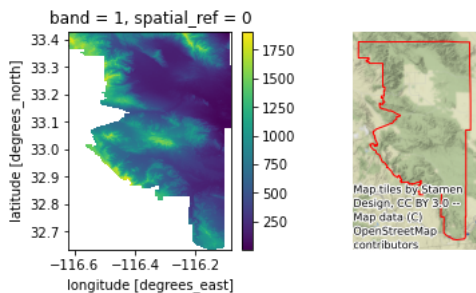 band = 1, spatial_ref = 0
33.4
33.3
33.2
33.1
33.0
32.9
32.8
32.7
latitude [degrees_north]
−116.6
−116.4
−116.2
longitude [degrees_east]
1750
1500
1250
1000
750
500
250
Map tiles by Stamen
Design, CC BY 3.0 --
Map data (C)
OpenStreetMap
contributors